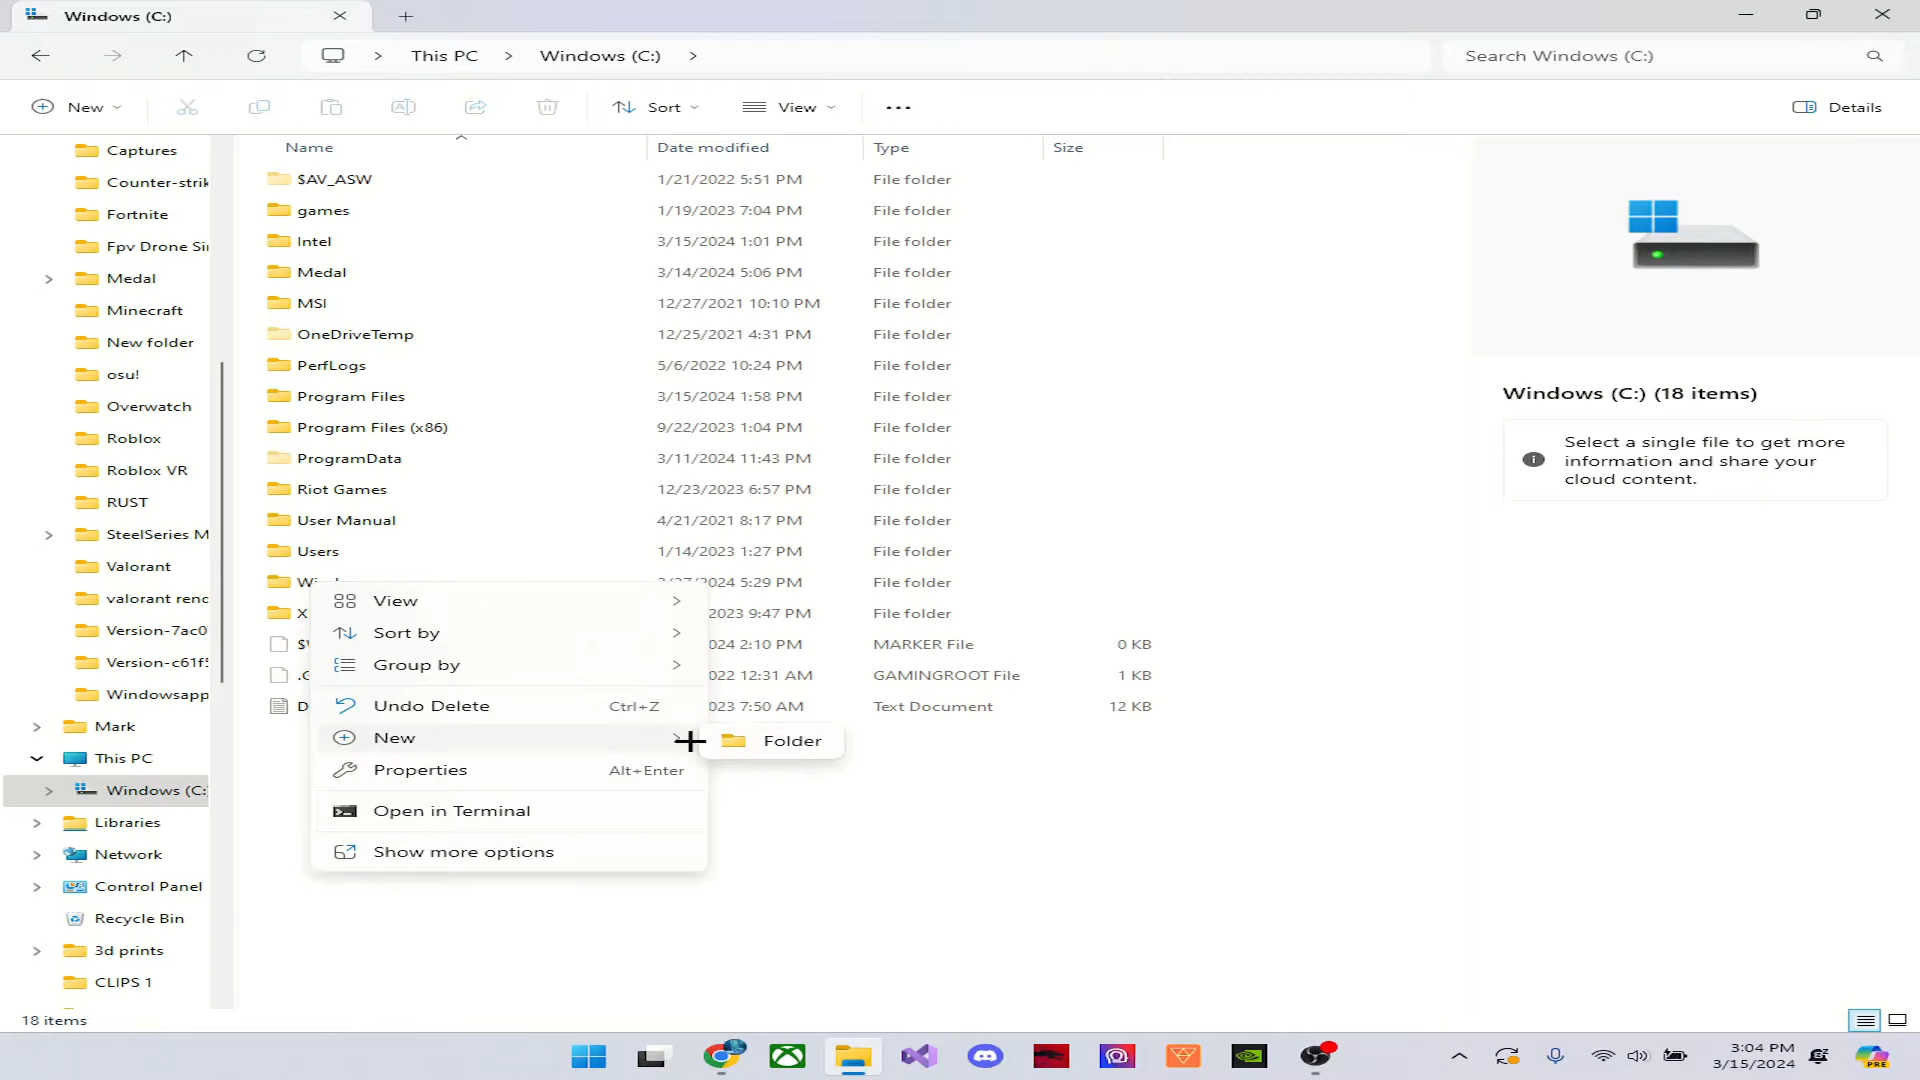 Windows (C:)
This PC > Windows (C:) >
Search Windows (C:)
New
Sort
View
Details
Captures
Counter-strik
Fortnite
Fpv Drone Si
Medal
Minecraft
New folder
osu!
Overwatch
Roblox
Roblox VR
RUST
SteelSeries M
Valorant
valorant renc
Version-7ac0
Version-c61f
Windowsapp
Mark
This PC
Windows (C:
Libraries
Network
Control Panel
Recycle Bin
3d prints
CLIPS 1
18 items
Name Date modified Type Size
$AV_ASW 1/21/2022 5:51 PM File folder
games 1/19/2023 7:04 PM File folder
Intel 3/15/2024 1:01 PM File folder
Medal 3/14/2024 5:06 PM File folder
MSI 12/27/2021 10:10 PM File folder
OneDriveTemp 12/25/2021 4:31 PM File folder
PerfLogs 5/6/2022 10:24 PM File folder
Program Files 3/15/2024 1:58 PM File folder
Program Files (x86) 9/22/2023 1:04 PM File folder
ProgramData 3/11/2024 11:43 PM File folder
Riot Games 12/23/2023 6:57 PM File folder
User Manual 4/21/2021 8:17 PM File folder
Users 1/14/2023 1:27 PM File folder
2024 5:29 PM File folder
X 2023 9:47 PM File folder
024 2:10 PM MARKER File 0 KB
022 12:31 AM GAMINGROOT File 1 KB
D 023 7:50 AM Text Document 12 KB
View
Sort by
Group by
Undo Delete Ctrl+Z
New
Folder
Properties Alt+Enter
Open in Terminal
Show more options
Windows (C:) (18 items)
Select a single file to get more
information and share your
cloud content.
3:04 PM
3/15/2024
PRE